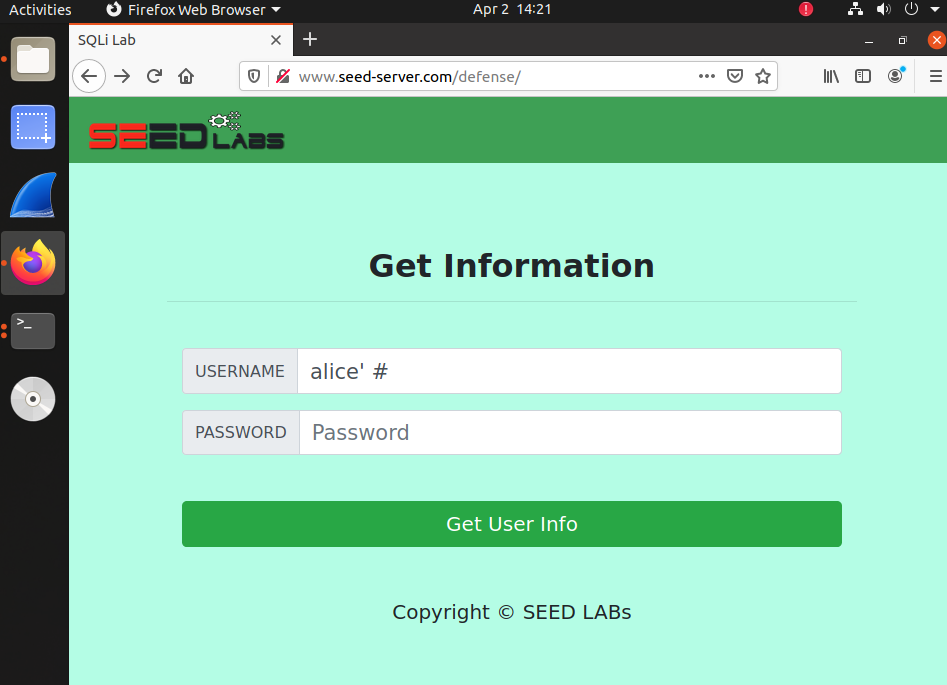 Activities Firefox Web Browser Apr 2 14:21
SQLi Lab
www.seed-server.com/defense/
SEED LABS
Get Information
USERNAME alice' #
PASSWORD Password
Get User Info
Copyright © SEED LABs